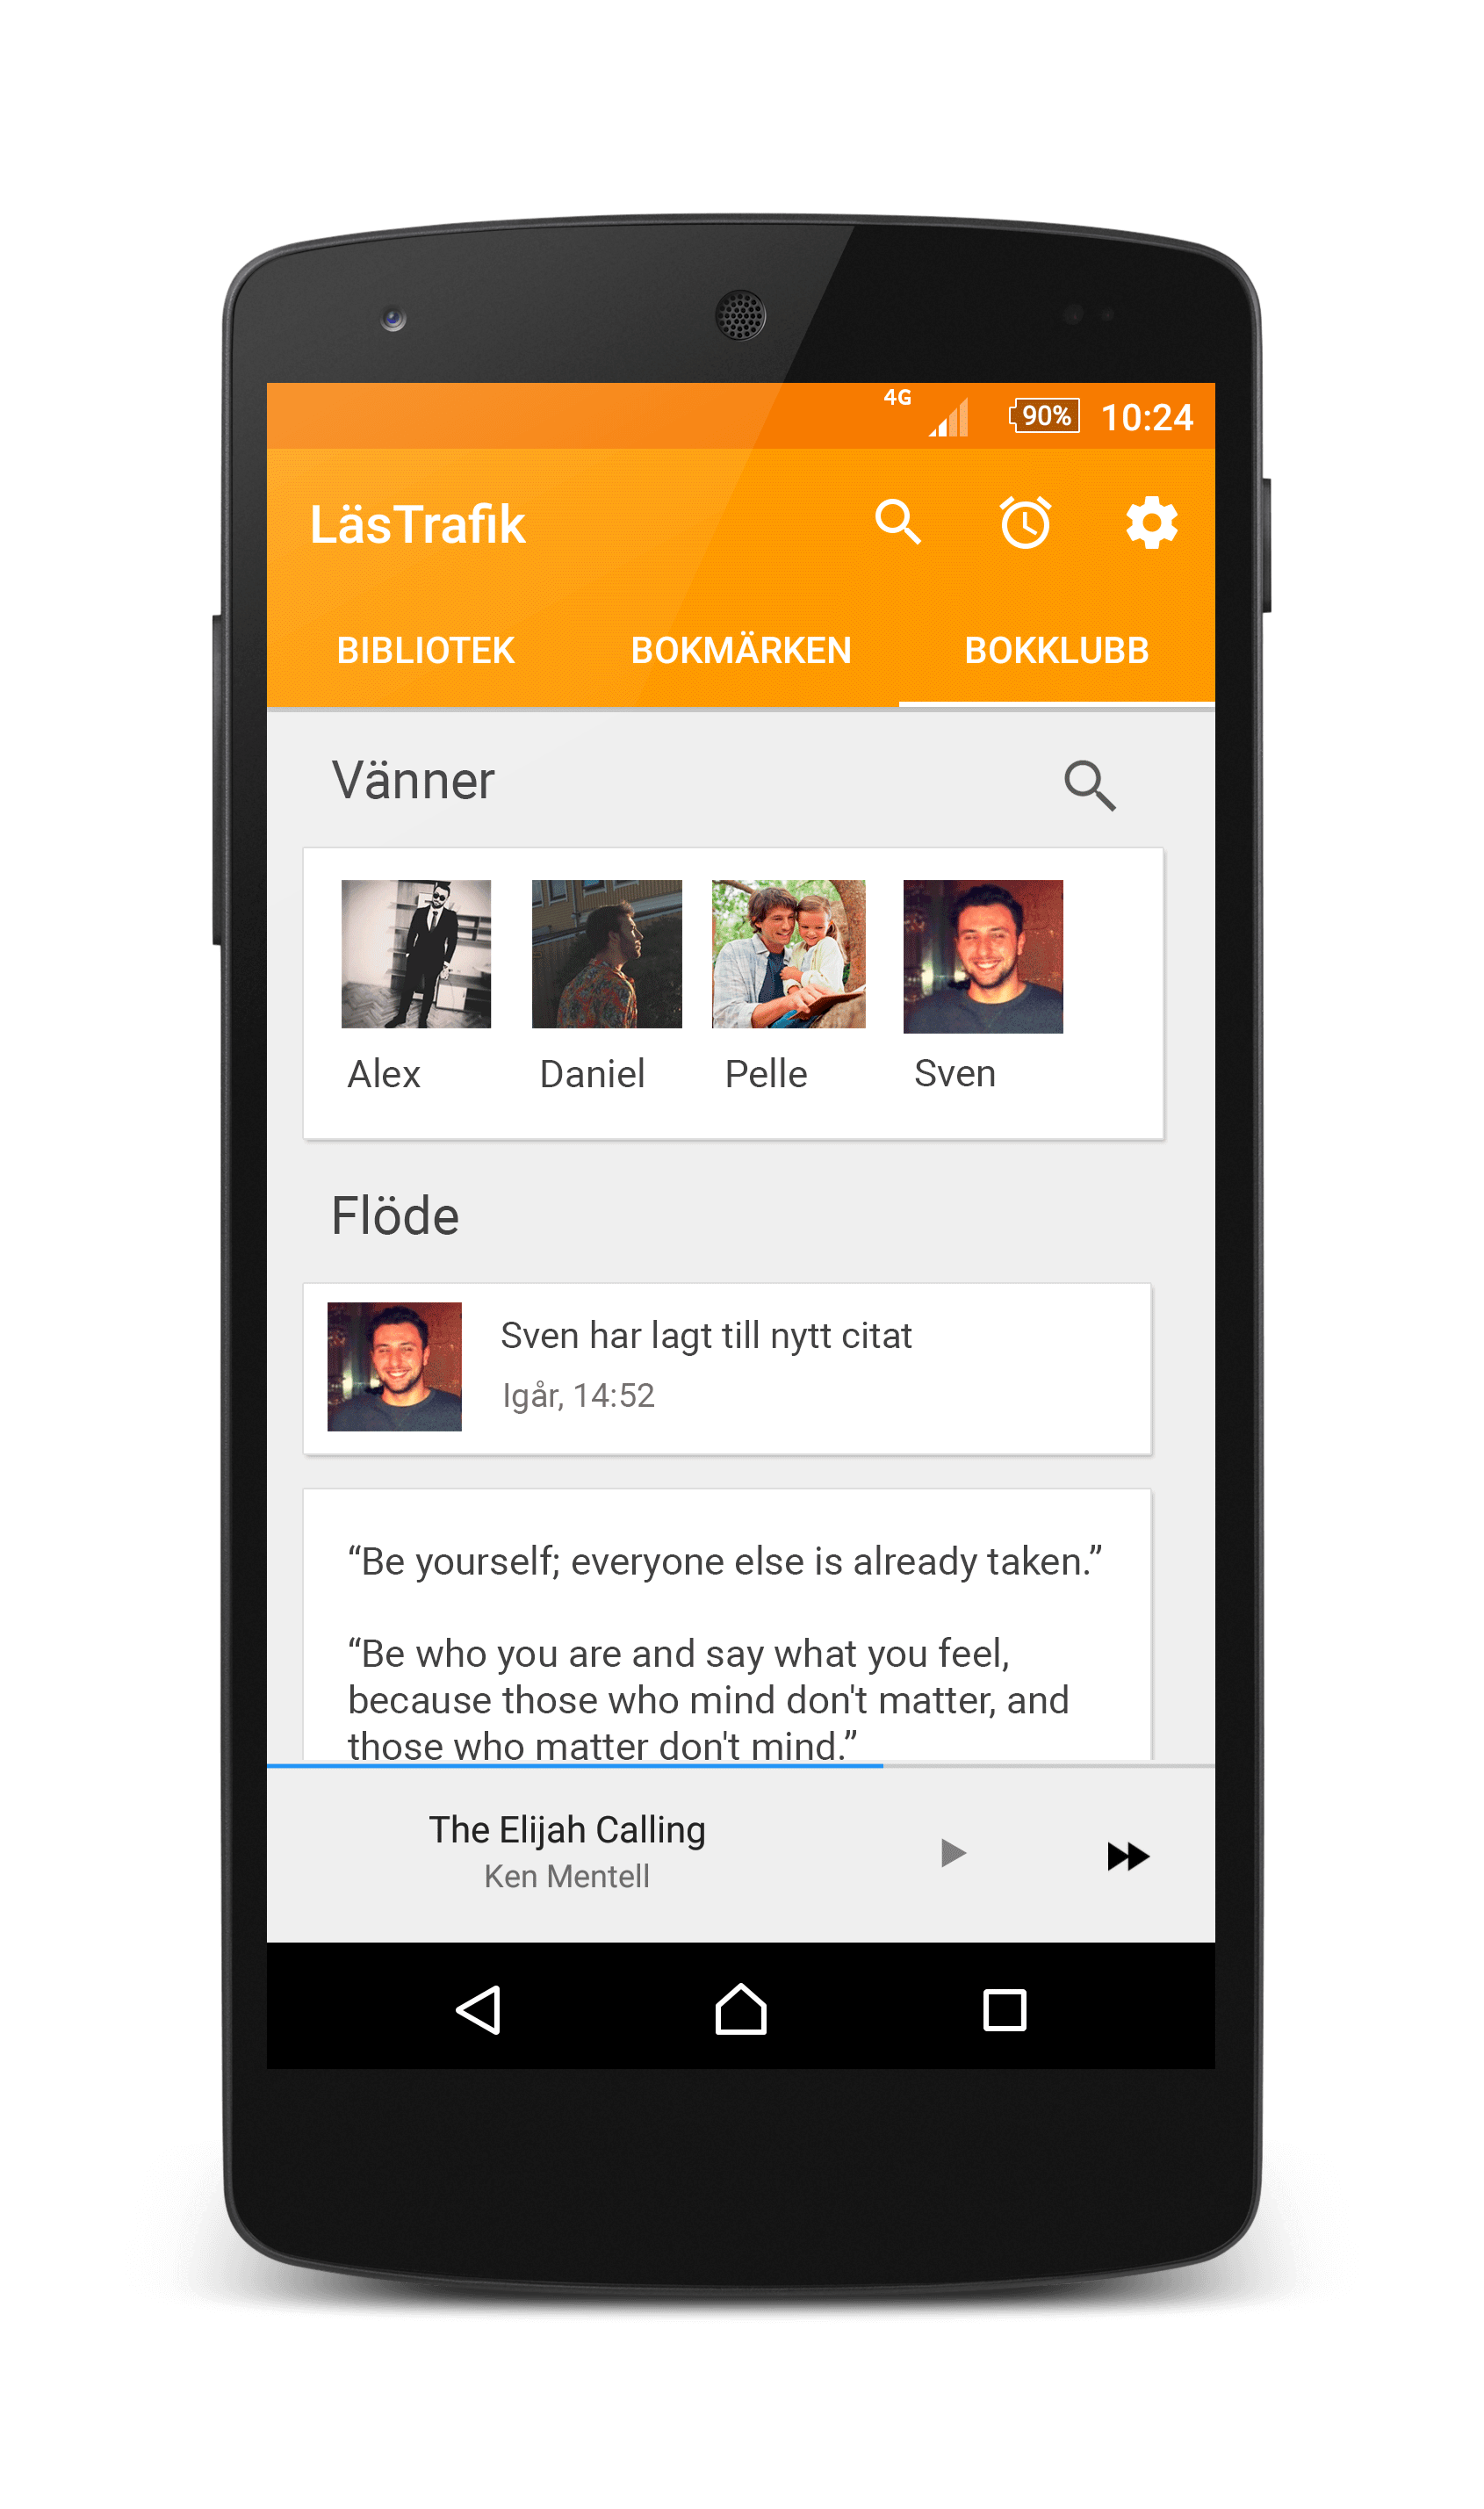 4G 90% 10:24
LäsTrafik
BIBLIOTEK BOKMÄRKEN BOKKLUBB
Vänner
Alex Daniel Pelle Sven
Flöde
Sven har lagt till nytt citat
Igår, 14:52
“Be yourself; everyone else is already taken.”
“Be who you are and say what you feel,
because those who mind don't matter, and
those who matter don't mind.”
The Elijah Calling
Ken Mentell